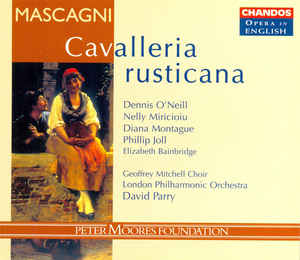 MASCAGNI
CHANDOS
OPERA IN
ENGLISH
Cavalleria
rusticana
Dennis O'Neill
Nelly Miricioiu
Diana Montague
Phillip Joll
Elizabeth Bainbridge
Geoffrey Mitchell Choir
London Philharmonic Orchestra
David Parry
PETER MOORES FOUNDATION